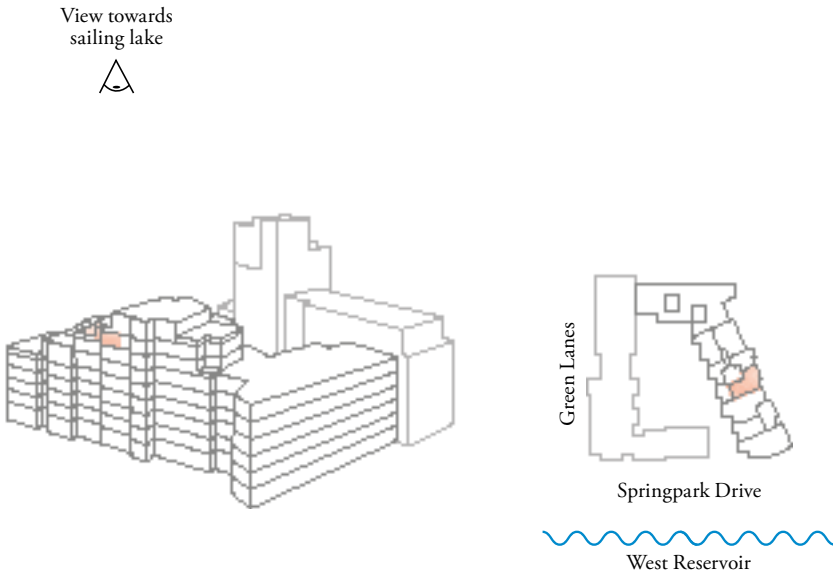 View towards
sailing lake
Green Lanes
Springpark Drive
West Reservoir